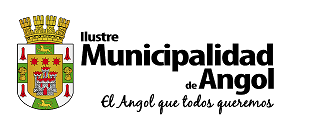 Ilustre
Municipalidad
de Angol
El Angol que todos queremos